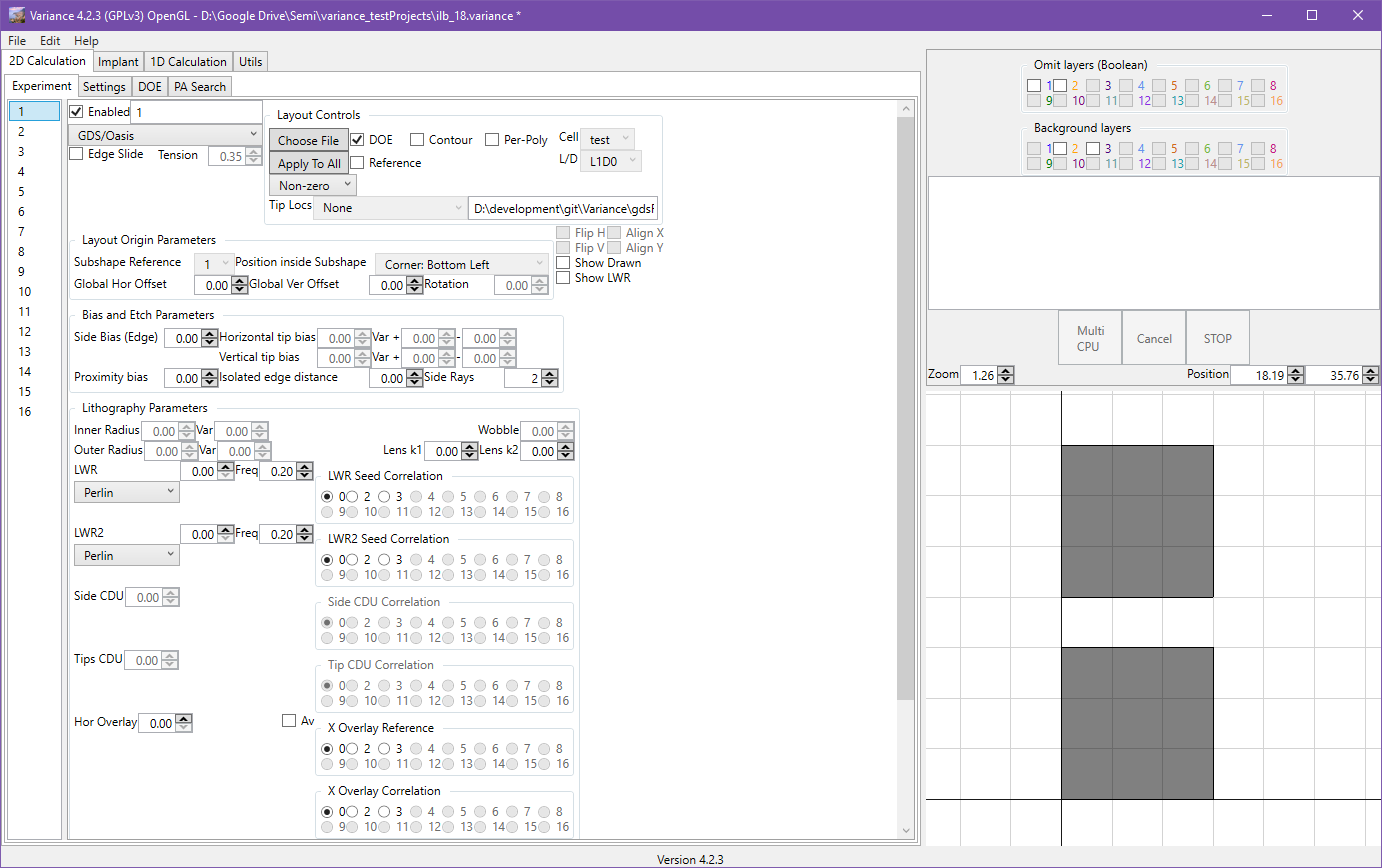 Variance 4.2.3 (GPLv3) OpenGL - D:\Google Drive\Semi\variance_testProjects\ilb_18.variance *
File Edit Help
2D Calculation Implant 1D Calculation Utils
Experiment Settings DOE PA Search
1
2
3
4
5
6
7
8
9
10
11
12
13
14
15
16
Enabled 1
GDS/Oasis
Edge Slide Tension 0.35
Layout Controls
Choose File DOE Contour Per-Poly Cell test
Apply To All Reference L/D L1D0
Non-zero
Tip Locs None D:\development\git\Variance\gdsF
Flip H Align X
Flip V Align Y
Show Drawn
Show LWR
Layout Origin Parameters
Subshape Reference 1 Position inside Subshape Corner: Bottom Left
Global Hor Offset 0.00 Global Ver Offset 0.00 Rotation 0.00
Bias and Etch Parameters
Side Bias (Edge) 0.00 Horizontal tip bias 0.00 Var + 0.00 - 0.00
Vertical tip bias 0.00 Var + 0.00 - 0.00
Proximity bias 0.00 Isolated edge distance 0.00 Side Rays 2
Lithography Parameters
Inner Radius 0.00 Var 0.00 Wobble 0.00
Outer Radius 0.00 Var 0.00 Lens k1 0.00 Lens k2 0.00
LWR 0.00 Freq 0.20
Perlin
LWR Seed Correlation
0 2 3 4 5 6 7 8
9 10 11 12 13 14 15 16
LWR2 0.00 Freq 0.20
Perlin
LWR2 Seed Correlation
0 2 3 4 5 6 7 8
9 10 11 12 13 14 15 16
Side CDU 0.00
Side CDU Correlation
0 2 3 4 5 6 7 8
9 10 11 12 13 14 15 16
Tips CDU 0.00
Tip CDU Correlation
0 2 3 4 5 6 7 8
9 10 11 12 13 14 15 16
Hor Overlay 0.00 Av
X Overlay Reference
0 2 3 4 5 6 7 8
9 10 11 12 13 14 15 16
X Overlay Correlation
0 2 3 4 5 6 7 8
9 10 11 12 13 14 15 16
Omit layers (Boolean)
1 2 3 4 5 6 7 8
9 10 11 12 13 14 15 16
Background layers
1 2 3 4 5 6 7 8
9 10 11 12 13 14 15 16
Multi
CPU
Cancel
STOP
Zoom 1.26 Position 18.19 35.76
Version 4.2.3